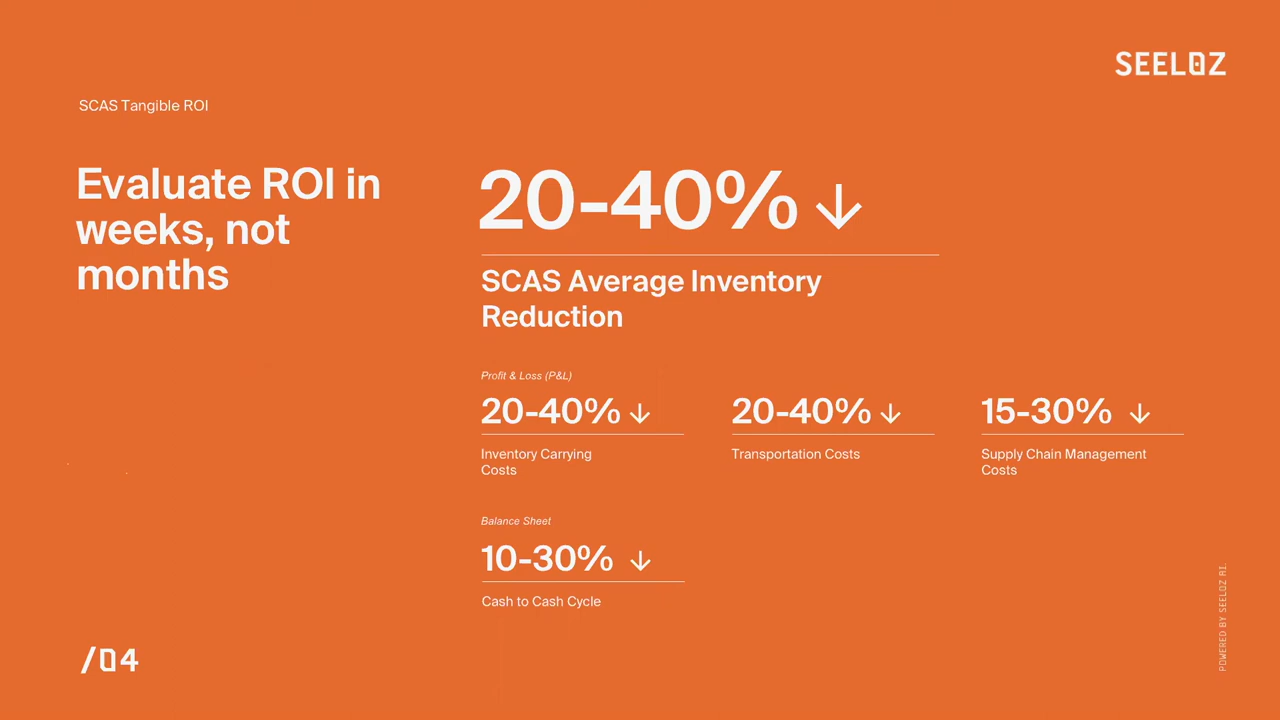 SEELOZ
SCAS Tangible ROI
Evaluate ROI in
weeks, not
months
20-40% ↓
SCAS Average Inventory
Reduction
Profit & Loss (P&L)
20-40% ↓
Inventory Carrying
Costs
20-40% ↓
Transportation Costs
15-30% ↓
Supply Chain Management
Costs
Balance Sheet
10-30% ↓
Cash to Cash Cycle
/04
POWERED BY SEELOZ AI.